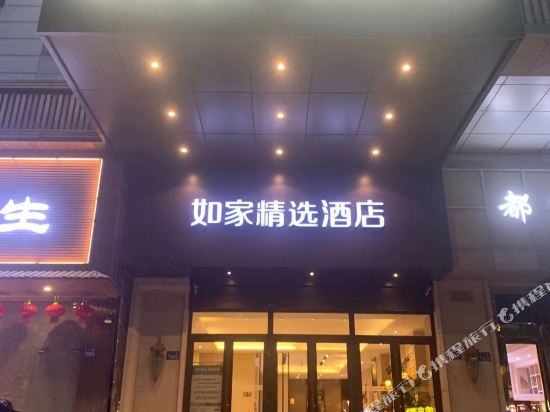 生
如家精选酒店
都
携程旅行